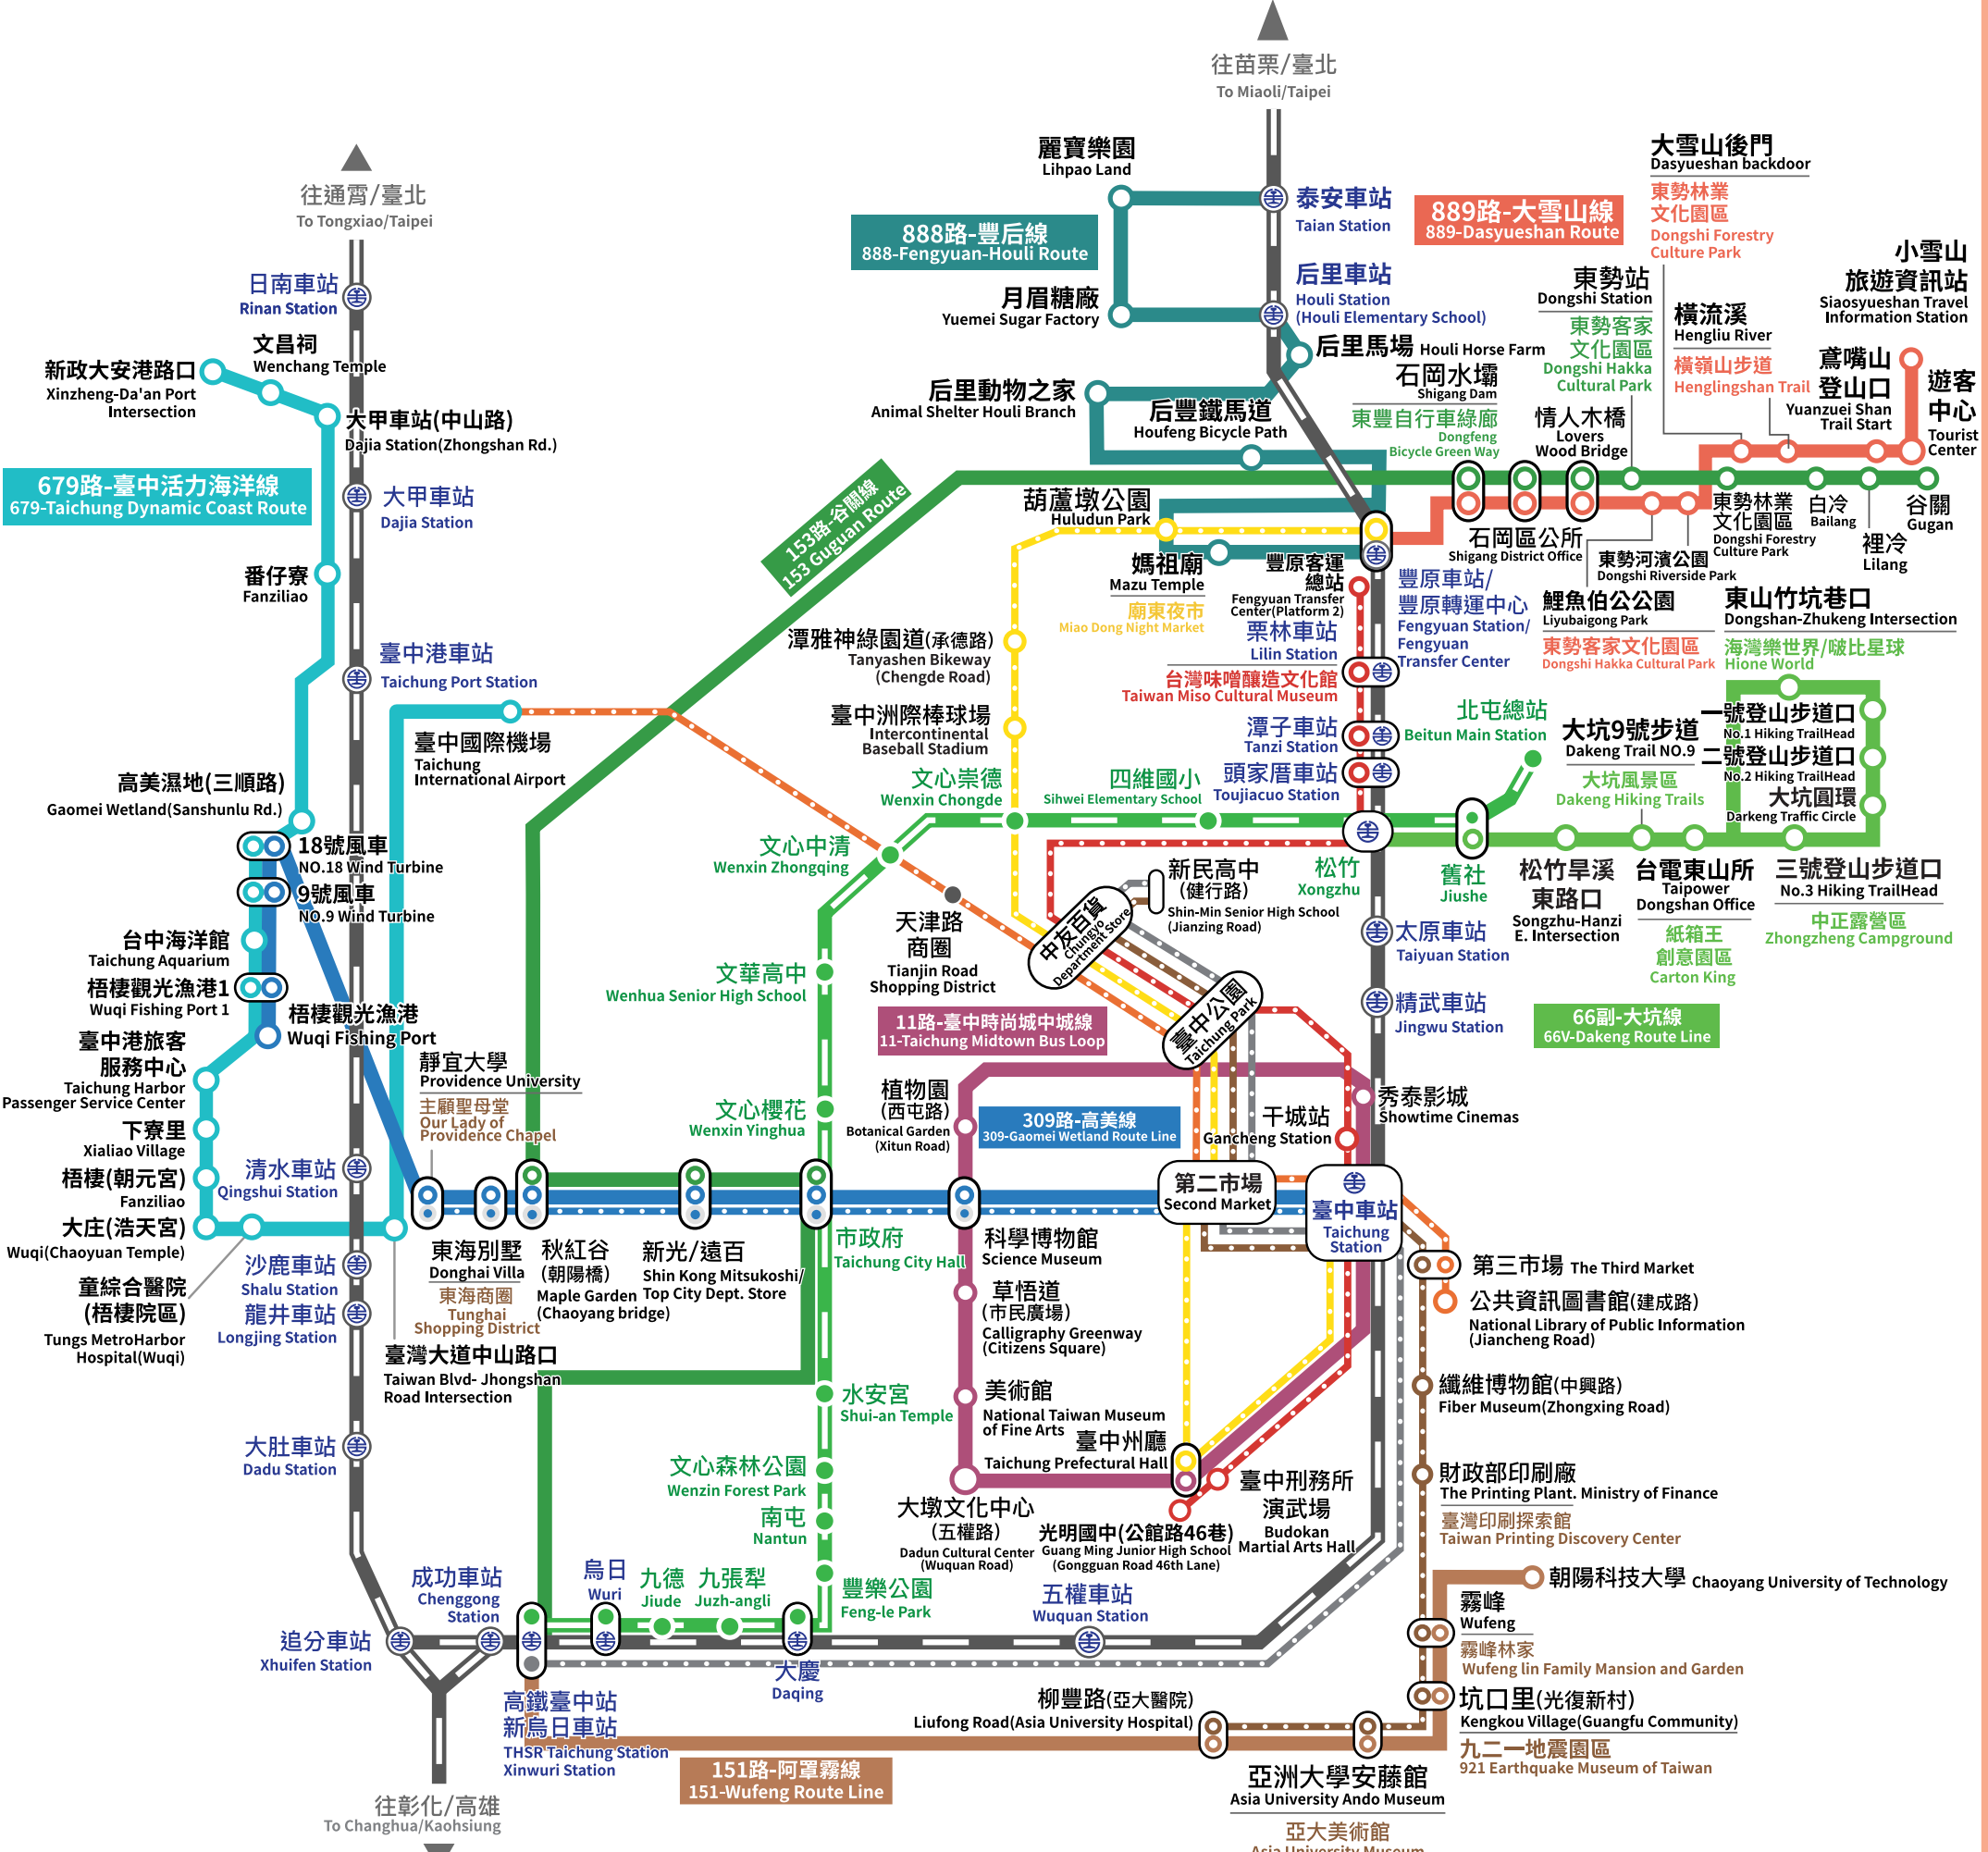 往苗栗/臺北
To Miaoli/Taipei
往通霄/臺北
To Tongxiao/Taipei
日南車站
Rinan Station
文昌祠
Wenchang Temple
新政大安港路口
Xinzheng-Da'an Port
Intersection
大甲車站(中山路)
Dajia Station(Zhongshan Rd.)
679路-臺中活力海洋線
679-Taichung Dynamic Coast Route
大甲車站
Dajia Station
番仔寮
Fanziliao
臺中港車站
Taichung Port Station
臺中國際機場
Taichung
International Airport
高美濕地(三順路)
Gaomei Wetland(Sanshunlu Rd.)
18號風車
NO.18 Wind Turbine
9號風車
NO.9 Wind Turbine
台中海洋館
Taichung Aquarium
梧棲觀光漁港1
Wuqi Fishing Port 1
梧棲觀光漁港
Wuqi Fishing Port
臺中港旅客
服務中心
Taichung Harbor
Passenger Service Center
下寮里
Xialiao Village
梧棲(朝元宮)
Fanziliao
大庄(浩天宮)
Wuqi(Chaoyuan Temple)
童綜合醫院
(梧棲院區)
Tungs MetroHarbor
Hospital(Wuqi)
清水車站
Qingshui Station
沙鹿車站
Shalu Station
龍井車站
Longjing Station
大肚車站
Dadu Station
追分車站
Xhuifen Station
成功車站
Chenggong
Station
往彰化/高雄
To Changhua/Kaohsiung
靜宜大學
Providence University
主顧聖母堂
Our Lady of
Providence Chapel
東海別墅
Donghai Villa
東海商圈
Tunghai
Shopping District
臺灣大道中山路口
Taiwan Blvd- Jhongshan
Road Intersection
秋紅谷
(朝陽橋)
Maple Garden
(Chaoyang bridge)
新光/遠百
Shin Kong Mitsukoshi/
Top City Dept. Store
市政府
Taichung City Hall
麗寶樂園
Lihpao Land
泰安車站
Taian Station
888路-豐后線
888-Fengyuan-Houli Route
889路-大雪山線
889-Dasyueshan Route
后里車站
Houli Station
(Houli Elementary School)
月眉糖廠
Yuemei Sugar Factory
后里馬場 Houli Horse Farm
后里動物之家
Animal Shelter Houli Branch
后豐鐵馬道
Houfeng Bicycle Path
石岡水壩
Shigang Dam
東豐自行車綠廊
Dongfeng
Bicycle Green Way
情人木橋
Lovers
Wood Bridge
東勢站
Dongshi Station
東勢客家
文化園區
Dongshi Hakka
Cultural Park
大雪山後門
Dasyueshan backdoor
東勢林業
文化園區
Dongshi Forestry
Culture Park
橫流溪
Hengliu River
橫嶺山步道
Henglingshan Trail
小雪山
旅遊資訊站
Siaosyueshan Travel
Information Station
鳶嘴山
登山口
Yuanzuei Shan
Trail Start
遊客
中心
Tourist
Center
153路-谷關線
153 Guguan Route
葫蘆墩公園
Huludun Park
媽祖廟
Mazu Temple
廟東夜市
Miao Dong Night Market
豐原客運
總站
Fengyuan Transfer
Center(Platform 2)
豐原車站/
豐原轉運中心
Fengyuan Station/
Fengyuan
Transfer Center
石岡區公所
Shigang District Office
東勢河濱公園
Dongshi Riverside Park
鯉魚伯公公園
Liyubaigong Park
東勢客家文化園區
Dongshi Hakka Cultural Park
東勢林業
文化園區
Dongshi Forestry
Culture Park
白冷
Bailang
裡冷
Lilang
谷關
Gugan
東山竹坑巷口
Dongshan-Zhukeng Intersection
海灣樂世界/啵比星球
Hione World
潭雅神綠園道(承德路)
Tanyashen Bikeway
(Chengde Road)
臺中洲際棒球場
Intercontinental
Baseball Stadium
栗林車站
Lilin Station
台灣味噌釀造文化館
Taiwan Miso Cultural Museum
潭子車站
Tanzi Station
頭家厝車站
Toujiacuo Station
北屯總站
Beitun Main Station
大坑9號步道
Dakeng Trail NO.9
大坑風景區
Dakeng Hiking Trails
一號登山步道口
No.1 Hiking TrailHead
二號登山步道口
No.2 Hiking TrailHead
大坑圓環
Darkeng Traffic Circle
文心崇德
Wenxin Chongde
四維國小
Sihwei Elementary School
文心中清
Wenxin Zhongqing
松竹
Xongzhu
舊社
Jiushe
松竹旱溪
東路口
Songzhu-Hanzi
E. Intersection
台電東山所
Taipower
Dongshan Office
紙箱王
創意園區
Carton King
三號登山步道口
No.3 Hiking TrailHead
中正露營區
Zhongzheng Campground
新民高中
(健行路)
Shin-Min Senior High School
(Jianzing Road)
中友百貨
Chungyo
Department Store
天津路
商圈
Tianjin Road
Shopping District
臺中公園
Taichung Park
太原車站
Taiyuan Station
精武車站
Jingwu Station
66副-大坑線
66V-Dakeng Route Line
文華高中
Wenhua Senior High School
文心櫻花
Wenxin Yinghua
11路-臺中時尚城中城線
11-Taichung Midtown Bus Loop
植物園
(西屯路)
Botanical Garden
(Xitun Road)
309路-高美線
309-Gaomei Wetland Route Line
干城站
Gancheng Station
秀泰影城
Showtime Cinemas
第二市場
Second Market
臺中車站
Taichung
Station
科學博物館
Science Museum
草悟道
(市民廣場)
Calligraphy Greenway
(Citizens Square)
美術館
National Taiwan Museum
of Fine Arts
臺中州廳
Taichung Prefectural Hall
大墩文化中心
(五權路)
Dadun Cultural Center
(Wuquan Road)
光明國中(公館路46巷)
Guang Ming Junior High School
(Gongguan Road 46th Lane)
臺中刑務所
演武場
Budokan
Martial Arts Hall
第三市場 The Third Market
公共資訊圖書館(建成路)
National Library of Public Information
(Jiancheng Road)
纖維博物館(中興路)
Fiber Museum(Zhongxing Road)
財政部印刷廠
The Printing Plant. Ministry of Finance
臺灣印刷探索館
Taiwan Printing Discovery Center
朝陽科技大學 Chaoyang University of Technology
霧峰
Wufeng
霧峰林家
Wufeng lin Family Mansion and Garden
坑口里(光復新村)
Kengkou Village(Guangfu Community)
九二一地震園區
921 Earthquake Museum of Taiwan
水安宮
Shui-an Temple
文心森林公園
Wenzin Forest Park
南屯
Nantun
豐樂公園
Feng-le Park
烏日
Wuri
九德
Jiude
九張犁
Juzh-angli
大慶
Daqing
五權車站
Wuquan Station
高鐵臺中站
新烏日車站
THSR Taichung Station
Xinwuri Station
151路-阿罩霧線
151-Wufeng Route Line
柳豐路(亞大醫院)
Liufong Road(Asia University Hospital)
亞洲大學安藤館
Asia University Ando Museum
亞大美術館
Asia University Museum